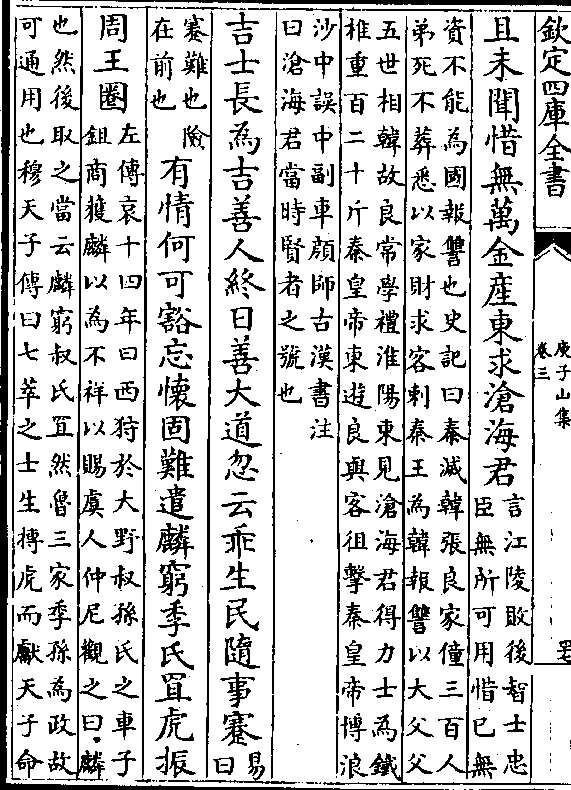 欽定四庫全書
庾子山集
卷三
罕
且未聞惜無萬金産東求滄海君
言江陵敗後智士忠
臣無所可用惜已無
資不能為國報讐也史記曰秦滅韓張良家僮三百人
弟死不葬悉以家財求客刺秦王為韓報讐以大父父
五世相韓故良常學禮淮陽東見滄海君得力士為鐵
椎重百二十斤秦皇帝東遊良與客徂擊秦皇帝博浪
沙中誤中副車顔師古漢書注
曰滄海君當時賢者之號也
吉士長為吉善人終日善大道忽云乖生民隨事蹇
易
曰
蹇難也險
在前也
有情何可豁忘懷固難遣麟窮季氏罝虎振
周王圈
左傳哀十四年曰西狩於大野叔孫氏之車子
鉏商獲麟以為不祥以賜虞人仲尼觀之曰麟
也然後取之當云麟窮叔氏罝然魯三家季孫為政故
可通用也穆天子傳曰七萃之士生搏虎而獻天子命